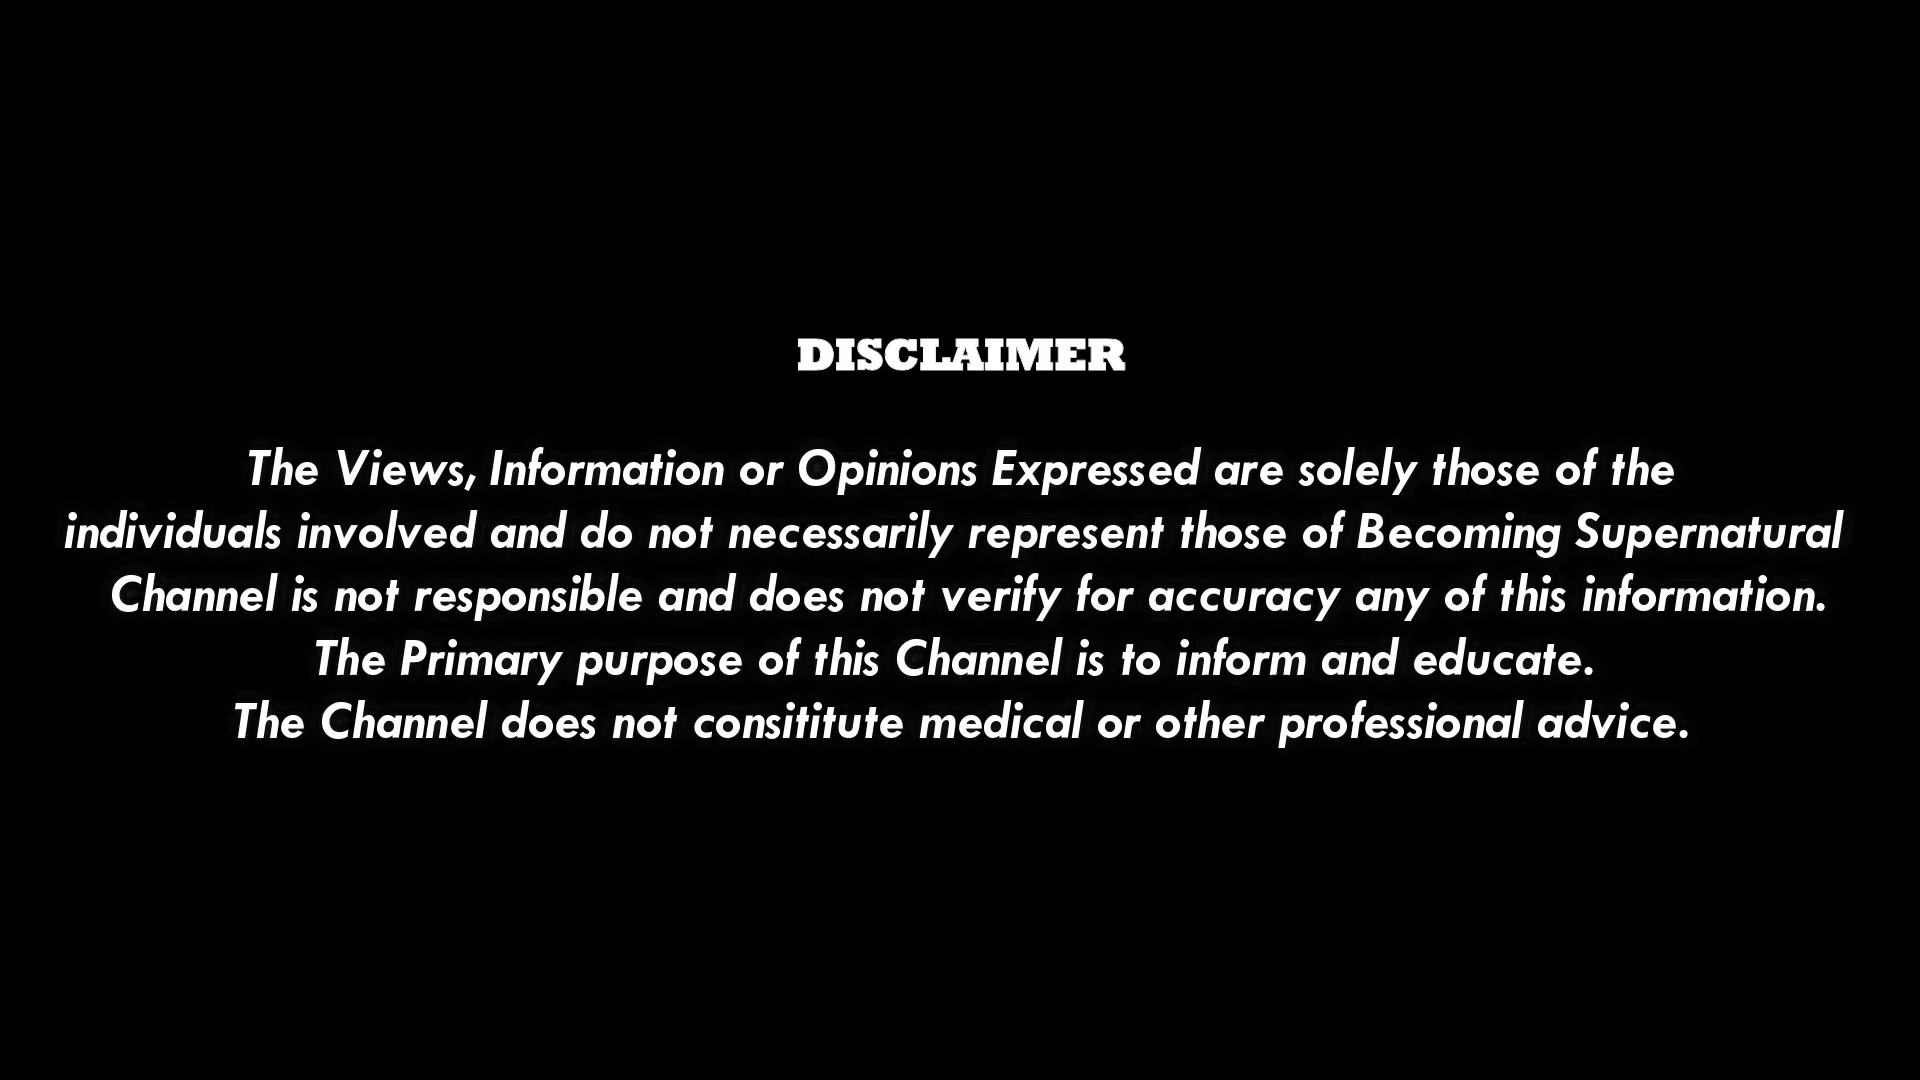 DISCLAIMER
The Views, Information or Opinions Expressed are solely those of the
individuals involved and do not necessarily represent those of Becoming Supernatural
Channel is not responsible and does not verify for accuracy any of this information.
The Primary purpose of this Channel is to inform and educate.
The Channel does not consititute medical or other professional advice.